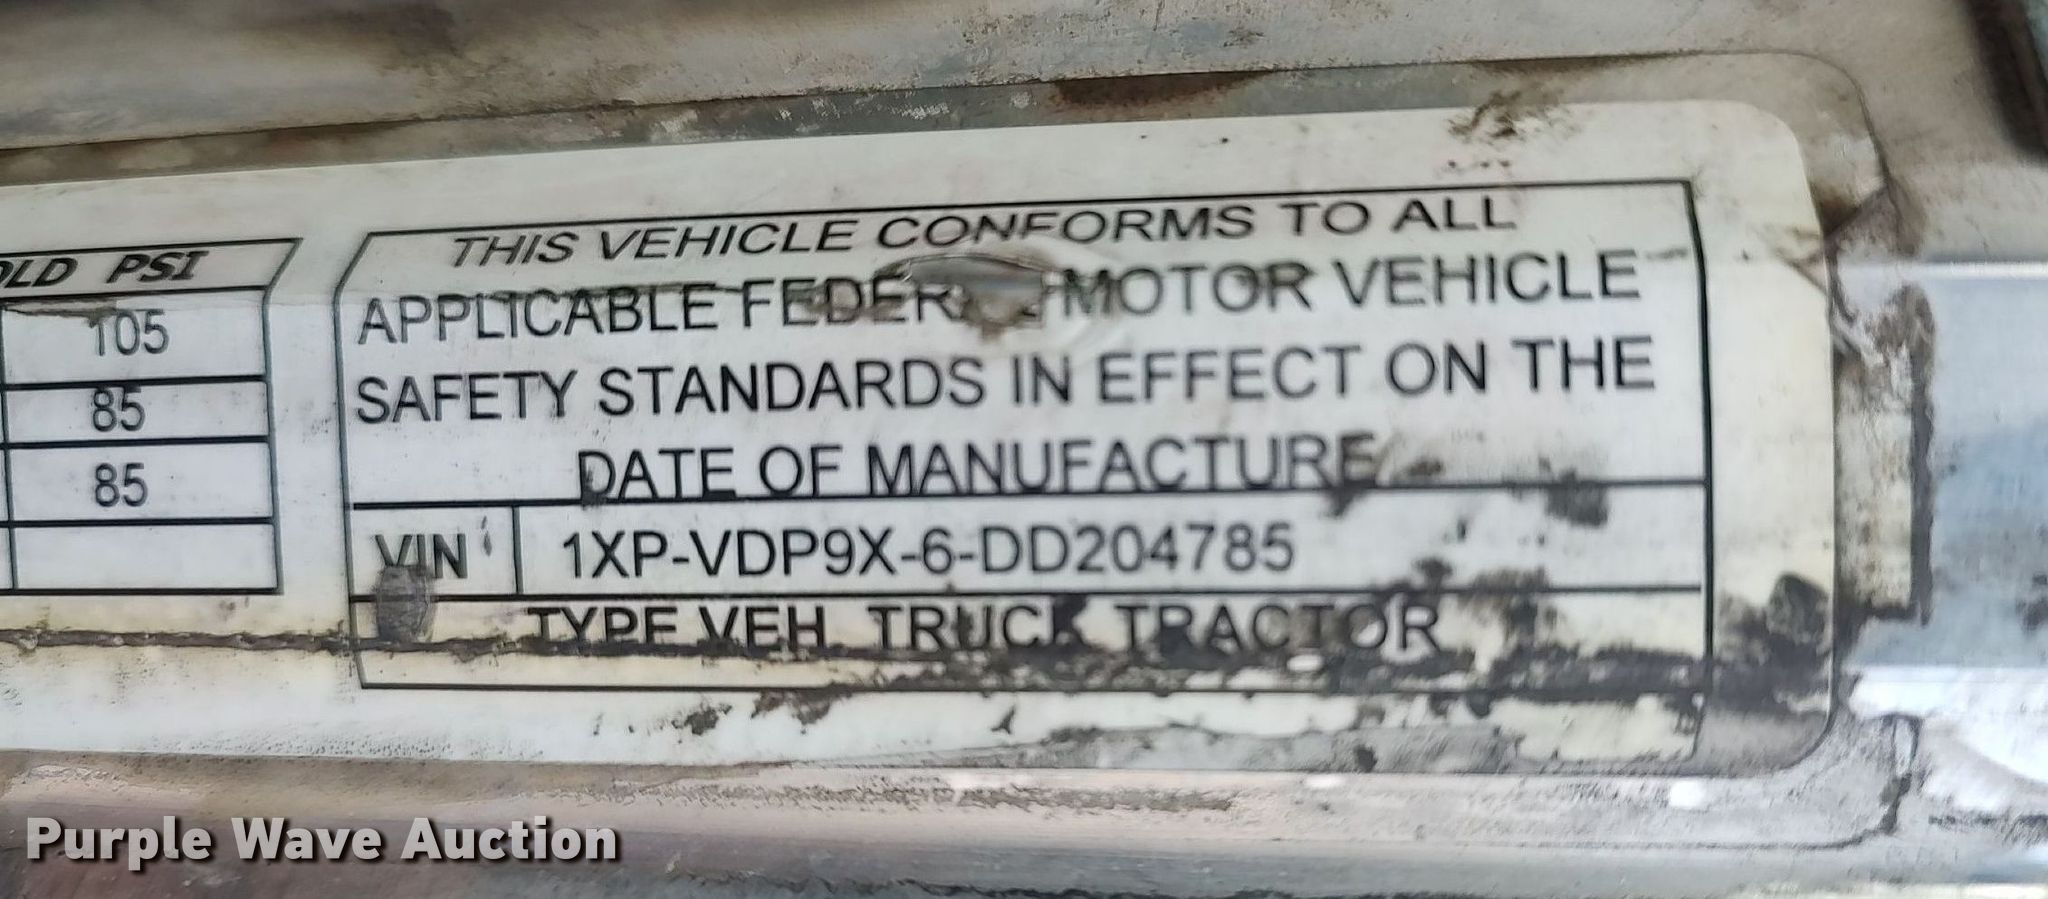 OLD PSI
105
85
85
THIS VEHICLE CONFORMS TO ALL
APPLICABLE FEDERAL MOTOR VEHICLE
SAFETY STANDARDS IN EFFECT ON THE
DATE OF MANUFACTURE
VIN 1XP-VDP9X-6-DD204785
TYPE VEH. TRUCK TRACTOR
Purple Wave Auction